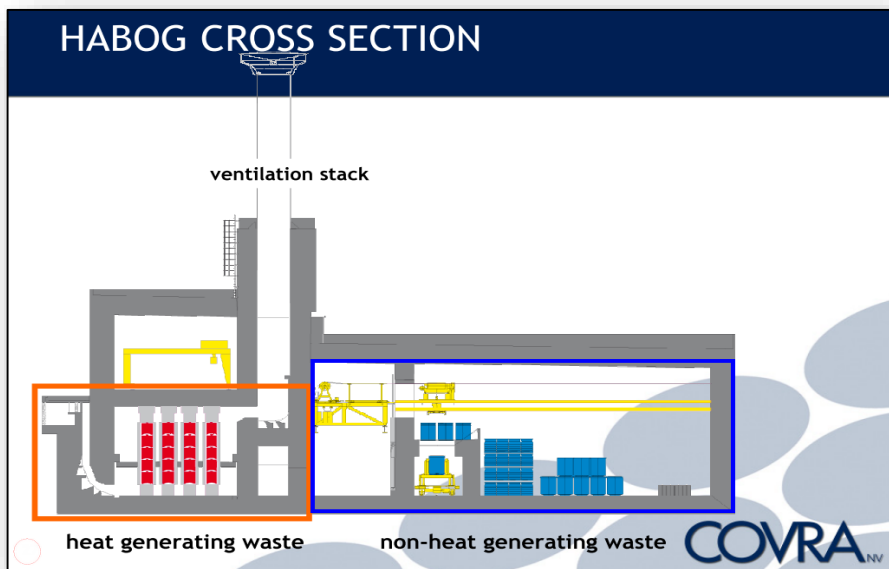 HABOG CROSS SECTION
ventilation stack
heat generating waste
non-heat generating waste
COVRA NV